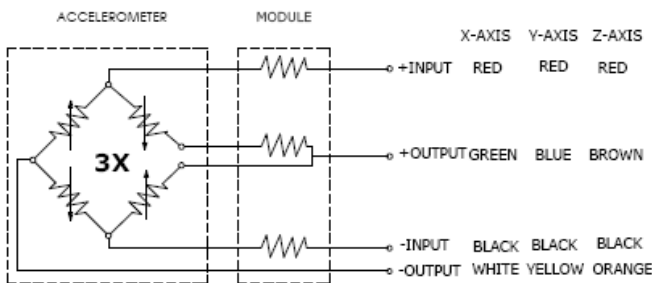 ACCELEROMETER MODULE
X-AXIS Y-AXIS Z-AXIS
+INPUT RED RED RED
3X
+OUTPUT GREEN BLUE BROWN
-INPUT BLACK BLACK BLACK
-OUTPUT WHITE YELLOW ORANGE